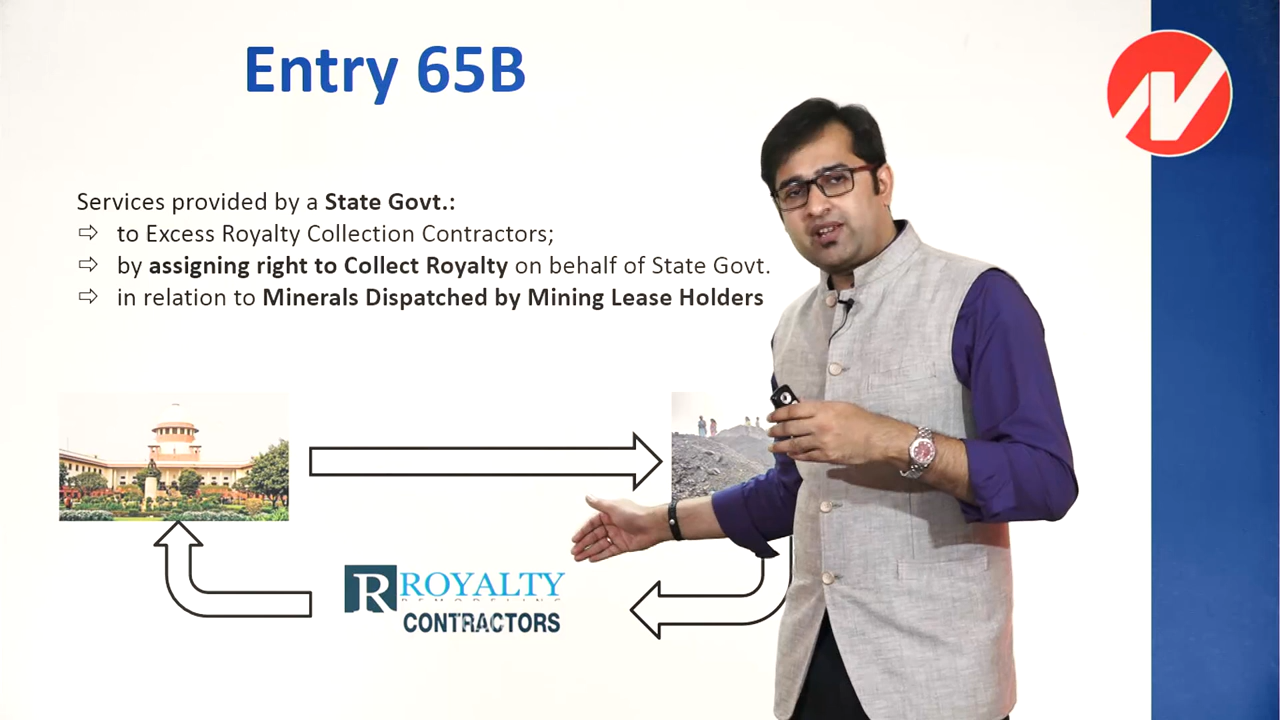 Entry 65B
Services provided by a State Govt.:
⇨ to Excess Royalty Collection Contractors;
⇨ by assigning right to Collect Royalty on behalf of State Govt.
⇨ in relation to Minerals Dispatched by Mining Lease Holders
R ROYALTY
REMODELING
CONTRACTORS